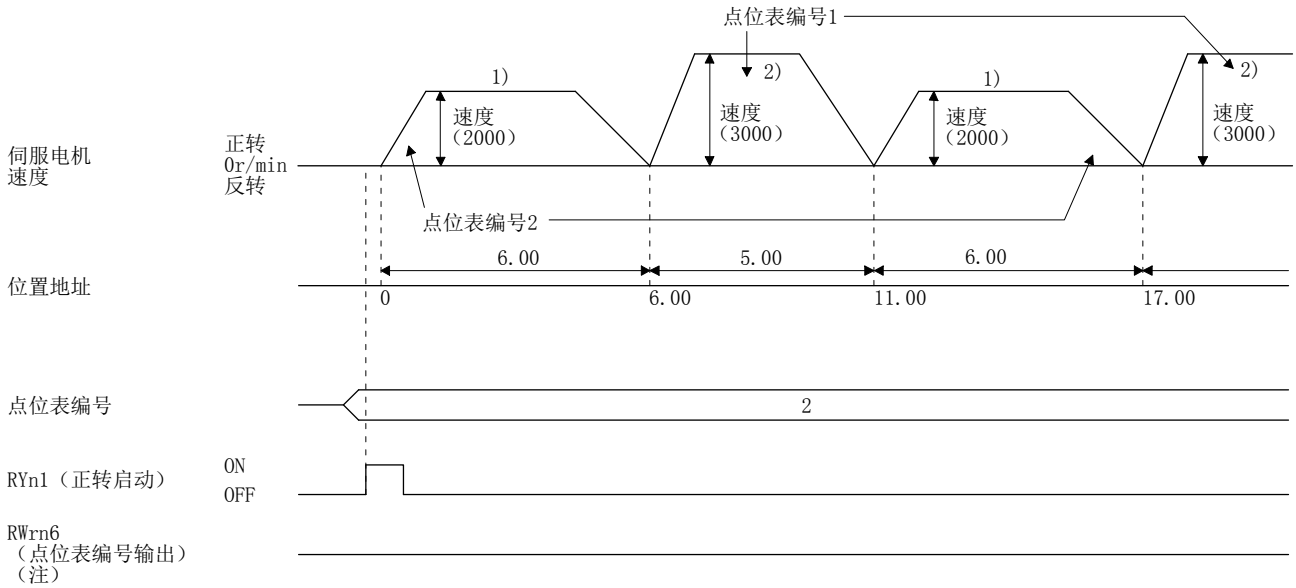 点位表编号1
1)
2)
1)
2)
速度
（2000）
速度
（3000）
速度
（2000）
速度
（3000）
伺服电机
速度
正转
0r/min
反转
点位表编号2
6.00
5.00
6.00
位置地址
0
6.00
11.00
17.00
点位表编号
2
RYn1（正转启动）
ON
OFF
RWrn6
（点位表编号输出）
（注）